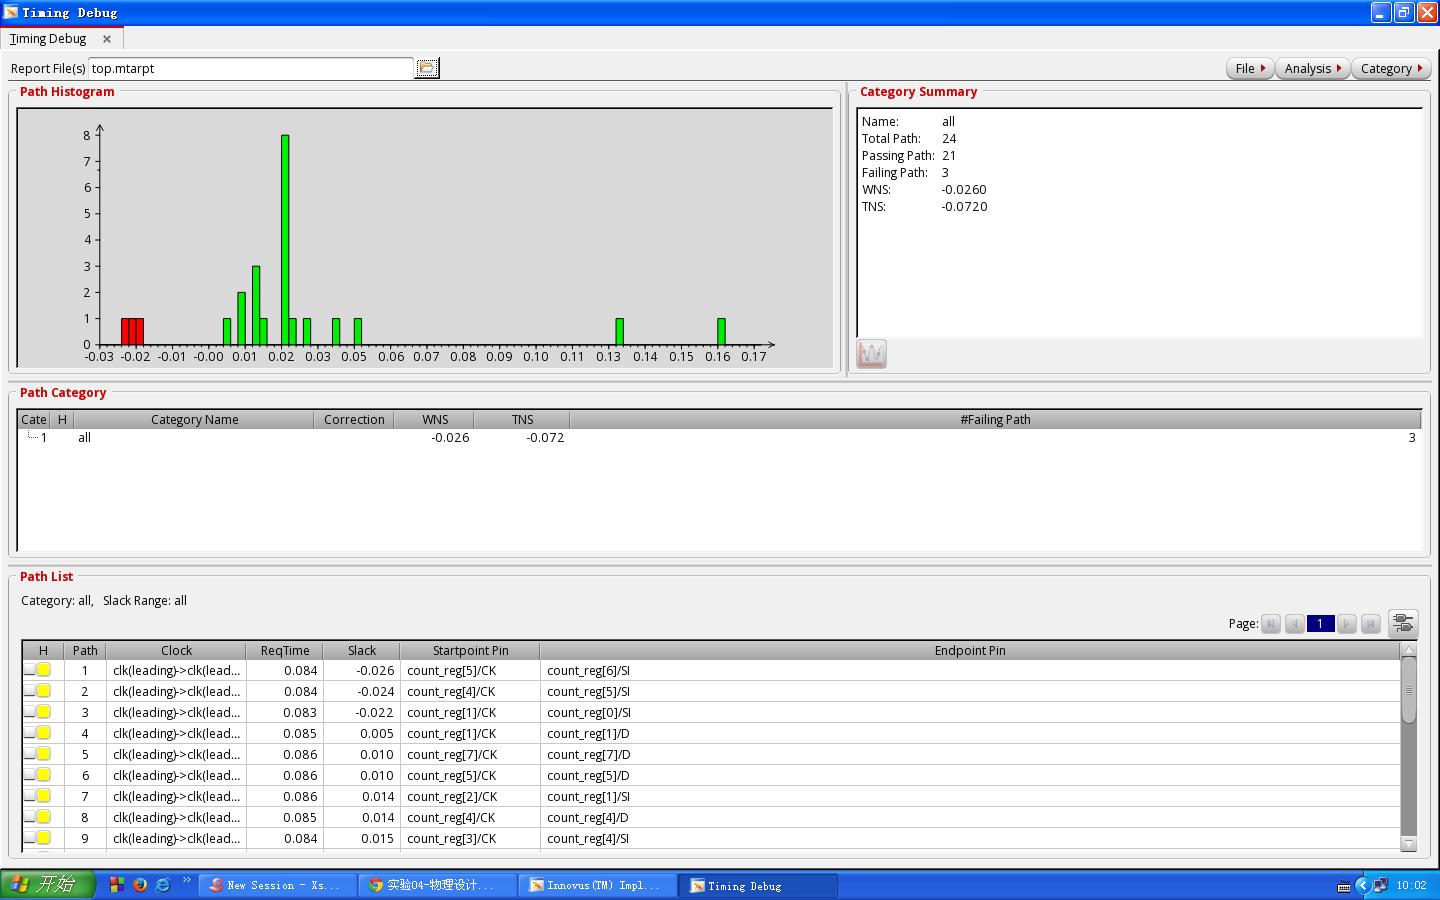 Timing Debug
Timing Debug
Report File(s) top.mtarpt File Analysis Category
Path Histogram
8
7
6
5
4
3
2
1
0
-0.03 -0.02 -0.01 -0.00 0.01 0.02 0.03 0.05 0.06 0.07 0.08 0.09 0.10 0.11 0.13 0.14 0.15 0.16 0.17
Category Summary
Name: all
Total Path: 24
Passing Path: 21
Failing Path: 3
WNS: -0.0260
TNS: -0.0720
Path Category
Cate H Category Name Correction WNS TNS #Failing Path
1 all -0.026 -0.072 3
Path List
Category: all, Slack Range: all
Page: 1
H Path Clock ReqTime Slack Startpoint Pin Endpoint Pin
1 clk(leading)->clk(lead... 0.084 -0.026 count_reg[5]/CK count_reg[6]/SI
2 clk(leading)->clk(lead... 0.084 -0.024 count_reg[4]/CK count_reg[5]/SI
3 clk(leading)->clk(lead... 0.083 -0.022 count_reg[1]/CK count_reg[0]/SI
4 clk(leading)->clk(lead... 0.085 0.005 count_reg[1]/CK count_reg[1]/D
5 clk(leading)->clk(lead... 0.086 0.010 count_reg[7]/CK count_reg[7]/D
6 clk(leading)->clk(lead... 0.086 0.010 count_reg[5]/CK count_reg[5]/D
7 clk(leading)->clk(lead... 0.086 0.014 count_reg[2]/CK count_reg[1]/SI
8 clk(leading)->clk(lead... 0.085 0.014 count_reg[4]/CK count_reg[4]/D
9 clk(leading)->clk(lead... 0.084 0.015 count_reg[3]/CK count_reg[4]/SI
开始 New Session - Xs... 实验04-物理设计... Innovus(TM) Impl... Timing Debug 10:02